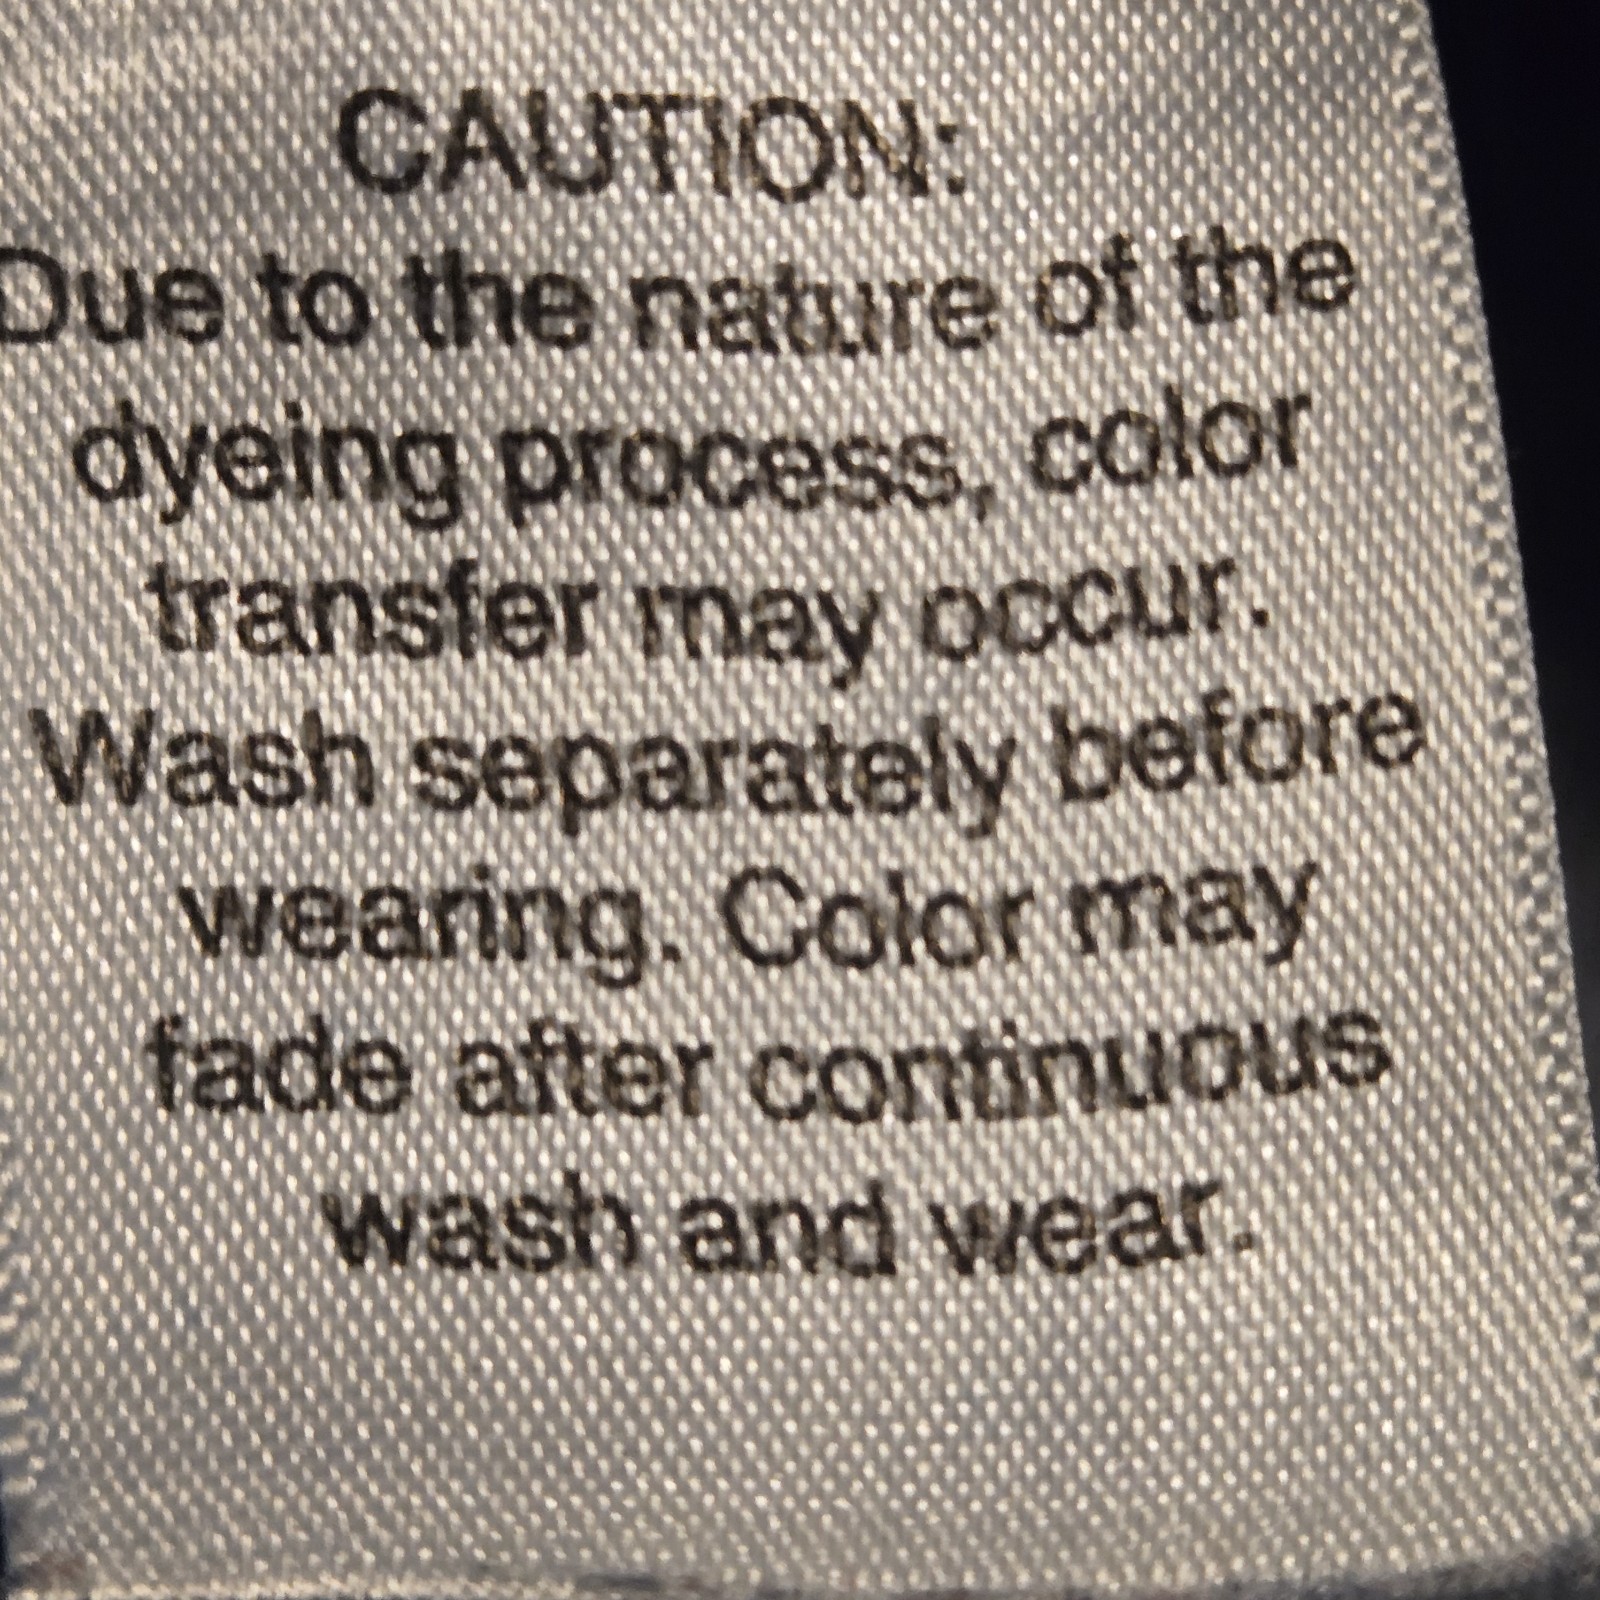 CAUTION:
Due to the nature of the
dyeing process, color
transfer may occur.
Wash separately before
wearing. Color may
fade after continuous
wash and wear.